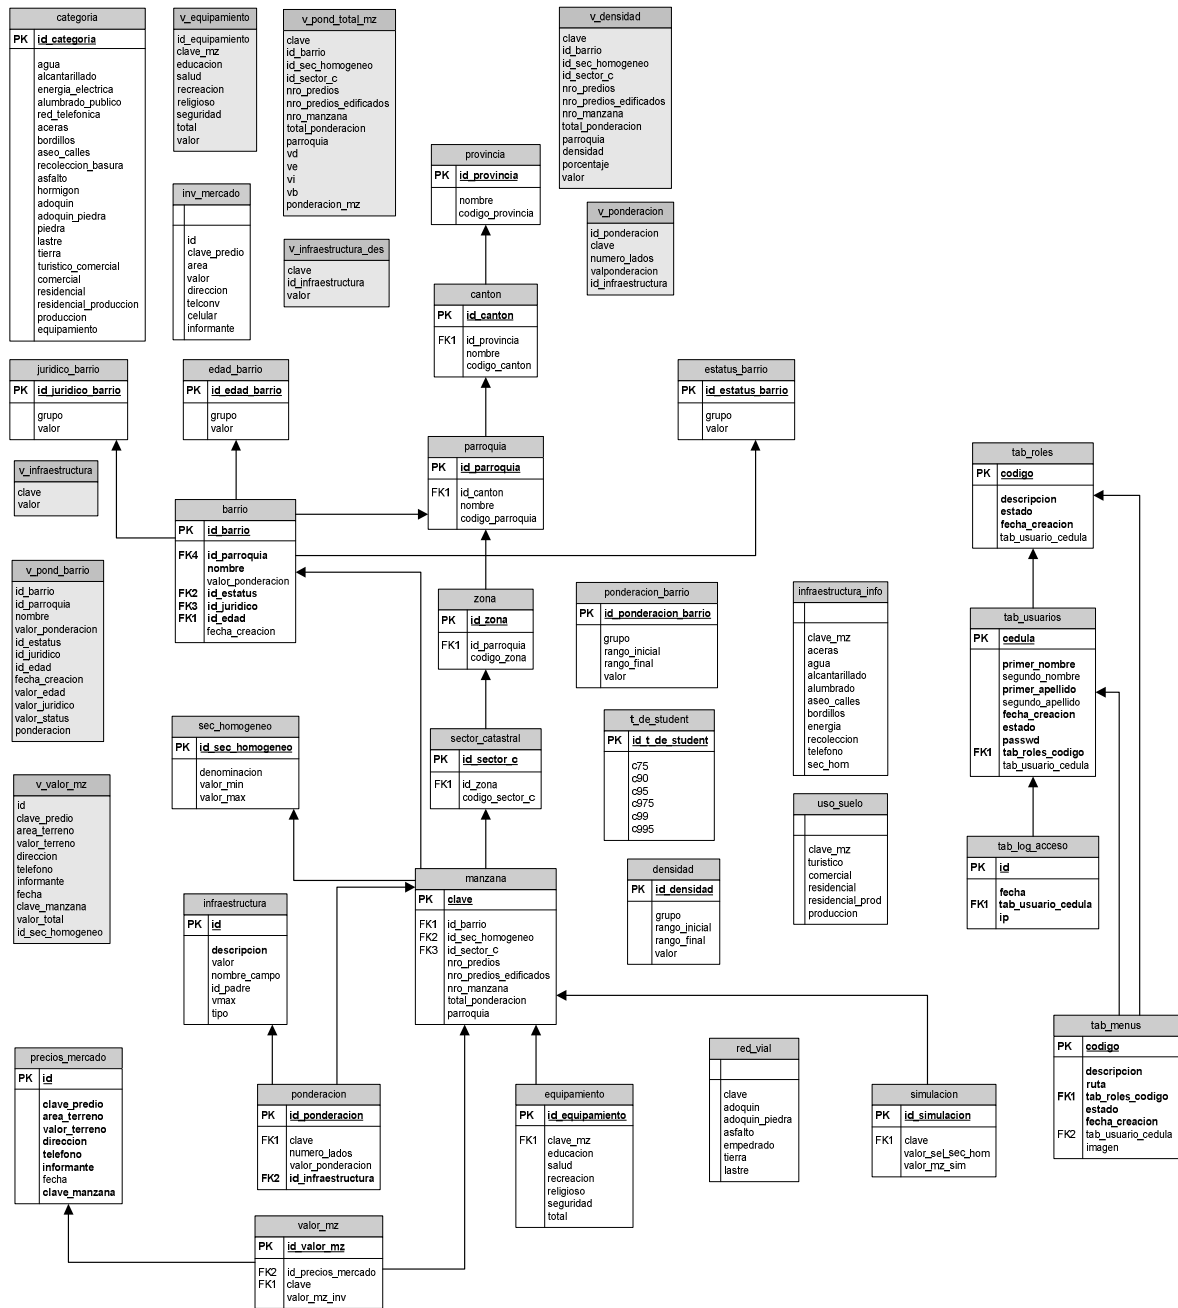 categoria
PK id_categoria
agua
alcantarillado
energia_electrica
alumbrado_publico
red_telefonica
aceras
bordillos
aseo_calles
recoleccion_basura
asfalto
hormigon
adoquin
adoquin_piedra
piedra
lastre
tierra
turistico_comercial
comercial
residencial
residencial_produccion
produccion
equipamiento
v_equipamiento
id_equipamiento
clave_mz
educacion
salud
recreacion
religioso
seguridad
total
valor
v_pond_total_mz
clave
id_barrio
id_sec_homogeneo
id_sector_c
nro_predios
nro_predios_edificados
nro_manzana
total_ponderacion
parroquia
vd
ve
vi
vb
ponderacion_mz
v_densidad
clave
id_barrio
id_sec_homogeneo
id_sector_c
nro_predios
nro_predios_edificados
nro_manzana
total_ponderacion
parroquia
densidad
porcentaje
valor
provincia
PK id_provincia
nombre
codigo_provincia
inv_mercado
id
clave_predio
area
valor
direccion
telconv
celular
informante
v_infraestructura_des
clave
id_infraestructura
valor
v_ponderacion
id_ponderacion
clave
numero_lados
valponderacion
id_infraestructura
canton
PK id_canton
FK1 id_provincia
nombre
codigo_canton
juridico_barrio
PK id_juridico_barrio
grupo
valor
edad_barrio
PK id_edad_barrio
grupo
valor
estatus_barrio
PK id_estatus_barrio
grupo
valor
parroquia
PK id_parroquia
FK1 id_canton
nombre
codigo_parroquia
tab_roles
PK codigo
descripcion
estado
fecha_creacion
tab_usuario_cedula
v_infraestructura
clave
valor
barrio
PK id_barrio
FK4 id_parroquia
nombre
valor_ponderacion
FK2 id_estatus
FK3 id_juridico
FK1 id_edad
fecha_creacion
v_pond_barrio
id_barrio
id_parroquia
nombre
valor_ponderacion
id_estatus
id_juridico
id_edad
fecha_creacion
valor_edad
valor_juridico
valor_status
ponderacion
zona
PK id_zona
FK1 id_parroquia
codigo_zona
ponderacion_barrio
PK id_ponderacion_barrio
grupo
rango_inicial
rango_final
valor
infraestructura_info
clave_mz
aceras
agua
alcantarillado
alumbrado
aseo_calles
bordillos
energia
recoleccion
telefono
sec_hom
tab_usuarios
PK cedula
primer_nombre
segundo_nombre
primer_apellido
segundo_apellido
fecha_creacion
estado
passwd
FK1 tab_roles_codigo
tab_usuario_cedula
sec_homogeneo
PK id_sec_homogeneo
denominacion
valor_min
valor_max
sector_catastral
PK id_sector_c
FK1 id_zona
codigo_sector_c
t_de_student
PK id_t_de_student
c75
c90
c95
c975
c99
c995
v_valor_mz
id
clave_predio
area_terreno
valor_terreno
direccion
telefono
informante
fecha
clave_manzana
valor_total
id_sec_homogeneo
uso_suelo
clave_mz
turistico
comercial
residencial
residencial_prod
produccion
tab_log_acceso
PK id
fecha
FK1 tab_usuario_cedula
ip
infraestructura
PK id
descripcion
valor
nombre_campo
id_padre
vmax
tipo
manzana
PK clave
FK1 id_barrio
FK2 id_sec_homogeneo
FK3 id_sector_c
nro_predios
nro_predios_edificados
nro_manzana
total_ponderacion
parroquia
densidad
PK id_densidad
grupo
rango_inicial
rango_final
valor
tab_menus
PK codigo
descripcion
ruta
FK1 tab_roles_codigo
estado
fecha_creacion
FK2 tab_usuario_cedula
imagen
precios_mercado
PK id
clave_predio
area_terreno
valor_terreno
direccion
telefono
informante
fecha
clave_manzana
ponderacion
PK id_ponderacion
FK1 clave
numero_lados
valor_ponderacion
FK2 id_infraestructura
equipamiento
PK id_equipamiento
FK1 clave_mz
educacion
salud
recreacion
religioso
seguridad
total
red_vial
clave
adoquin
adoquin_piedra
asfalto
empedrado
tierra
lastre
simulacion
PK id_simulacion
FK1 clave
valor_sel_sec_hom
valor_mz_sim
valor_mz
PK id_valor_mz
FK2 id_precios_mercado
FK1 clave
valor_mz_inv